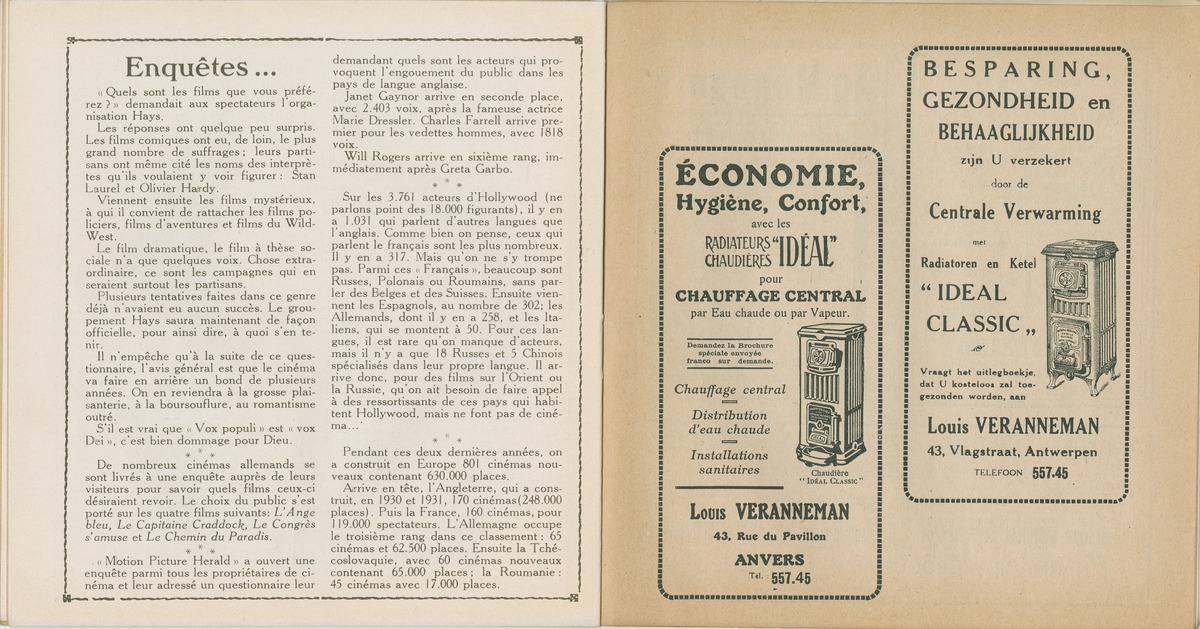 Enquêtes...
« Quels sont les films que vous préfé-
rez ? » demandait aux spectateurs l'orga-
nisation Hays.
Les réponses ont quelque peu surpris.
Les films comiques ont eu, de loin, le plus
grand nombre de suffrages ; leurs parti-
sans ont même cité les noms des interprè-
tes qu'ils voulaient y voir figurer : Stan
Laurel et Olivier Hardy.
Viennent ensuite les films mystérieux,
à qui il convient de rattacher les films po-
liciers, films d'aventures et films du Wild-
West.
Le film dramatique, le film à thèse so-
ciale n'a que quelques voix. Chose extra-
ordinaire, ce sont les campagnes qui en
seraient surtout les partisans.
Plusieurs tentatives faites dans ce genre
déjà n'avaient eu aucun succès. Le grou-
pement Hays saura maintenant de façon
officielle, pour ainsi dire, à quoi s'en te-
nir.
Il n'empêche qu'à la suite de ce ques-
tionnaire, l'avis général est que le cinéma
va faire en arrière un bond de plusieurs
années. On en reviendra à la grosse plai-
santerie, à la boursouflure, au romantisme
outré.
S'il est vrai que « Vox populi » est « vox
Dei », c'est bien dommage pour Dieu.
* * *
De nombreux cinémas allemands se
sont livrés à une enquête auprès de leurs
visiteurs pour savoir quels films ceux-ci
désiraient revoir. Le choix du public s'est
porté sur les quatre films suivants: L'Ange
bleu, Le Capitaine Craddock, Le Congrès
s'amuse et Le Chemin du Paradis.
* * *
« Motion Picture Herald » a ouvert une
enquête parmi tous les propriétaires de ci-
néma et leur adressé un questionnaire leur
demandant quels sont les acteurs qui pro-
voquent l'engouement du public dans les
pays de langue anglaise.
Janet Gaynor arrive en seconde place,
avec 2.403 voix, après la fameuse actrice
Marie Dressler. Charles Farrell arrive pre-
mier pour les vedettes hommes, avec 1818
voix.
Will Rogers arrive en sixième rang, im-
médiatement après Greta Garbo.
* * *
Sur les 3.761 acteurs d'Hollywood (ne
parlons point des 18.000 figurants), il y en
a 1.031 qui parlent d'autres langues que
l'anglais. Comme bien on pense, ceux qui
parlent le français sont les plus nombreux.
Il y en a 317. Mais qu'on ne s'y trompe
pas. Parmi ces « Français », beaucoup sont
Russes, Polonais ou Roumains, sans par-
ler des Belges et des Suisses. Ensuite vien-
nent les Espagnols, au nombre de 302; les
Allemands, dont il y en a 258, et les Ita-
liens, qui se montent à 50. Pour ces lan-
gues, il est rare qu'on manque d'acteurs,
mais il n'y a que 18 Russes et 5 Chinois
spécialisés dans leur propre langue. Il ar-
rive donc, pour des films sur l'Orient ou
la Russie, qu'on ait besoin de faire appel
à des ressortissants de ces pays qui habi-
tent Hollywood, mais ne font pas de ciné-
ma...
* * *
Pendant ces deux dernières années, on
a construit en Europe 801 cinémas nou-
veaux contenant 630.000 places.
Arrive en tête, l'Angleterre, qui a cons-
truit, en 1930 et 1931, 170 cinémas (248.000
places). Puis la France, 160 cinémas, pour
119.000 spectateurs. L'Allemagne occupe
le troisième rang dans ce classement : 65
cinémas et 62.500 places. Ensuite la Tché-
coslovaquie, avec 60 cinémas nouveaux
contenant 65.000 places ; la Roumanie :
45 cinémas avec 17.000 places.
ÉCONOMIE,
Hygiène, Confort,
avec les
RADIATEURS
CHAUDIÈRES "IDÉAL"
pour
CHAUFFAGE CENTRAL
par Eau chaude ou par Vapeur.
Demandez la Brochure
spéciale envoyée
franco sur demande.
Chauffage central
Distribution
d'eau chaude
Installations
sanitaires
Chaudière
"IDÉAL CLASSIC"
Louis VERANNEMAN
43, Rue du Pavillon
ANVERS
Tél. 557.45
BESPARING,
GEZONDHEID en
BEHAAGLIJKHEID
zijn U verzekert
door de
Centrale Verwarming
met
Radiatoren en Ketel
"IDEAL
CLASSIC„
Vraagt het uitlegboekje,
dat U kosteloos zal toe-
gezonden worden, aan
Louis VERANNEMAN
43, Vlagstraat, Antwerpen
TELEFOON 557.45